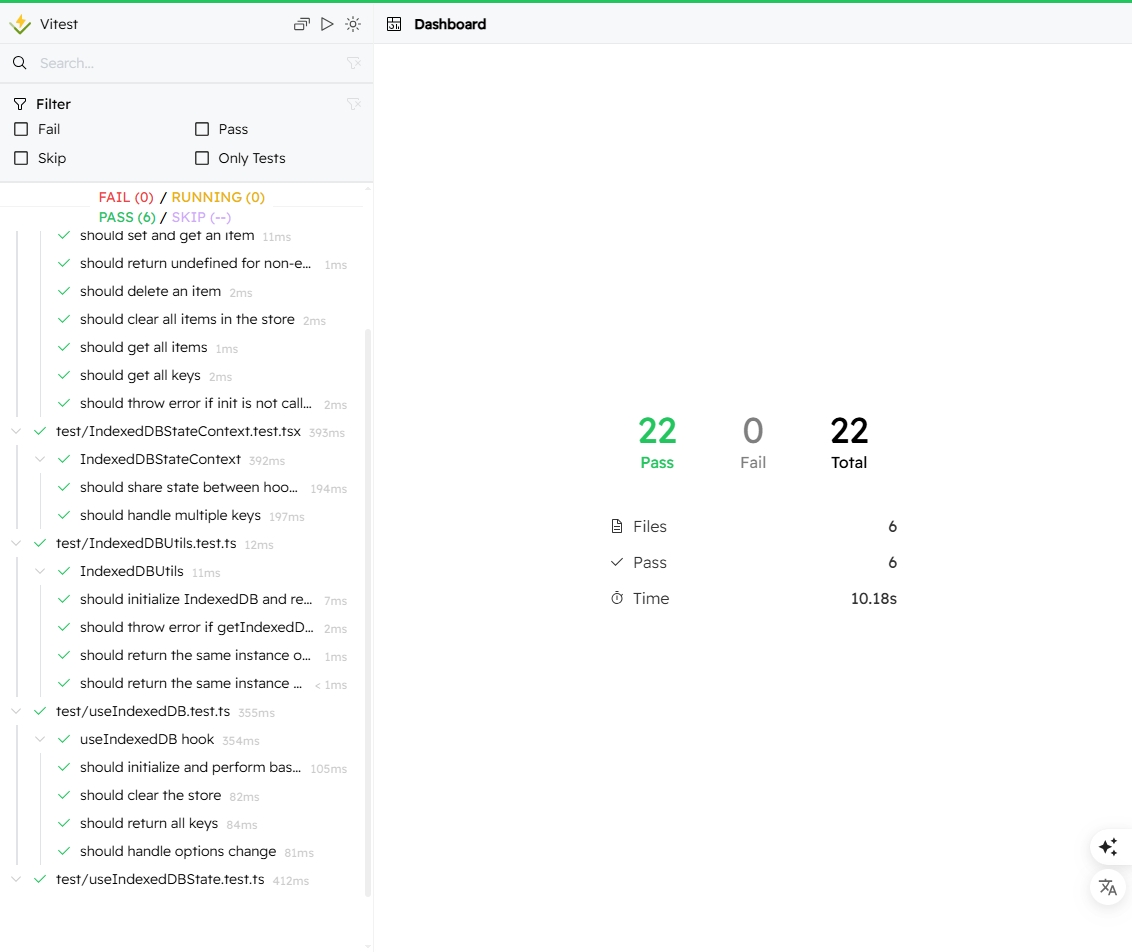 Vitest
Dashboard
Search...
Filter
Fail
Pass
Skip
Only Tests
FAIL (0) / RUNNING (0)
PASS (6) / SKIP (--)
should set and get an item 11ms
should return undefined for non-e... 1ms
should delete an item 2ms
should clear all items in the store 2ms
should get all items 1ms
should get all keys 2ms
should throw error if init is not call... 2ms
test/IndexedDBStateContext.test.tsx 393ms
IndexedDBStateContext 392ms
should share state between hoo... 194ms
should handle multiple keys 197ms
test/IndexedDBUtils.test.ts 12ms
IndexedDBUtils 11ms
should initialize IndexedDB and re... 7ms
should throw error if getIndexedD... 2ms
should return the same instance o... 1ms
should return the same instance ... < 1ms
test/useIndexedDB.test.ts 355ms
useIndexedDB hook 354ms
should initialize and perform bas... 105ms
should clear the store 82ms
should return all keys 84ms
should handle options change 81ms
test/useIndexedDBState.test.ts 412ms
22 0 22
Pass Fail Total
Files 6
Pass 6
Time 10.18s